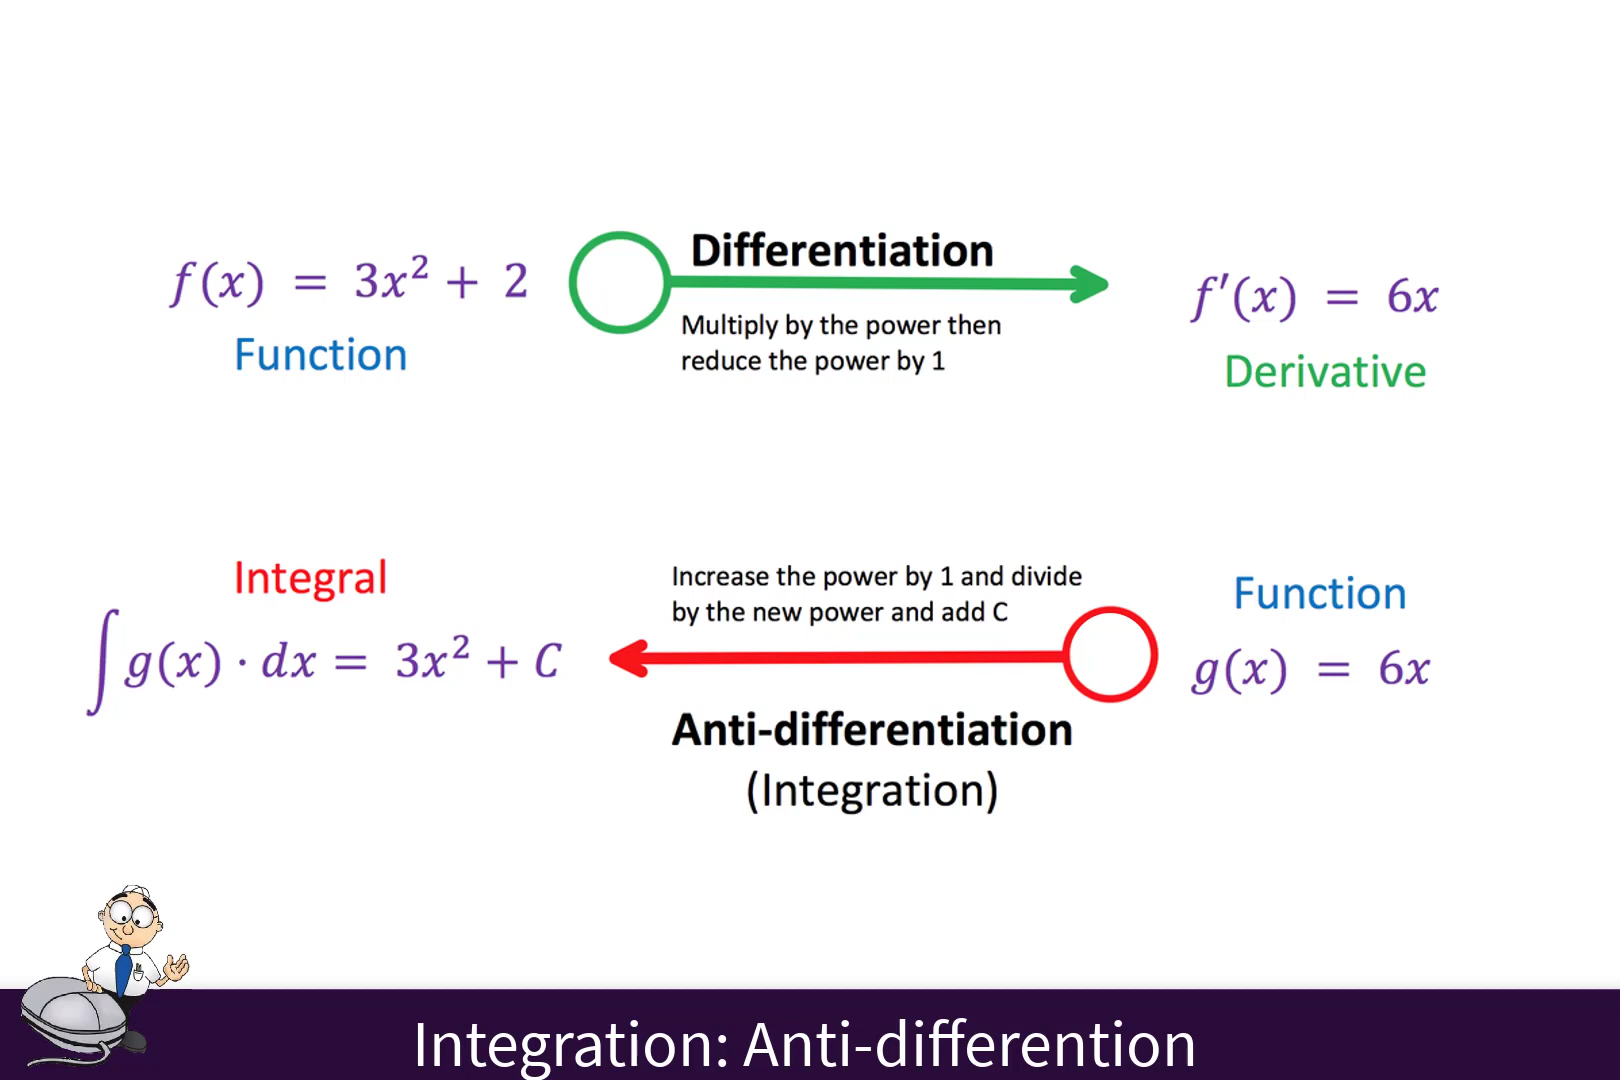 f(x) = 3x² + 2
Function
Differentiation
Multiply by the power then
reduce the power by 1
f′(x) = 6x
Derivative
Integral
∫g(x) · dx = 3x² + C
Increase the power by 1 and divide
by the new power and add C
Anti-differentiation
(Integration)
Function
g(x) = 6x
Integration: Anti-differention